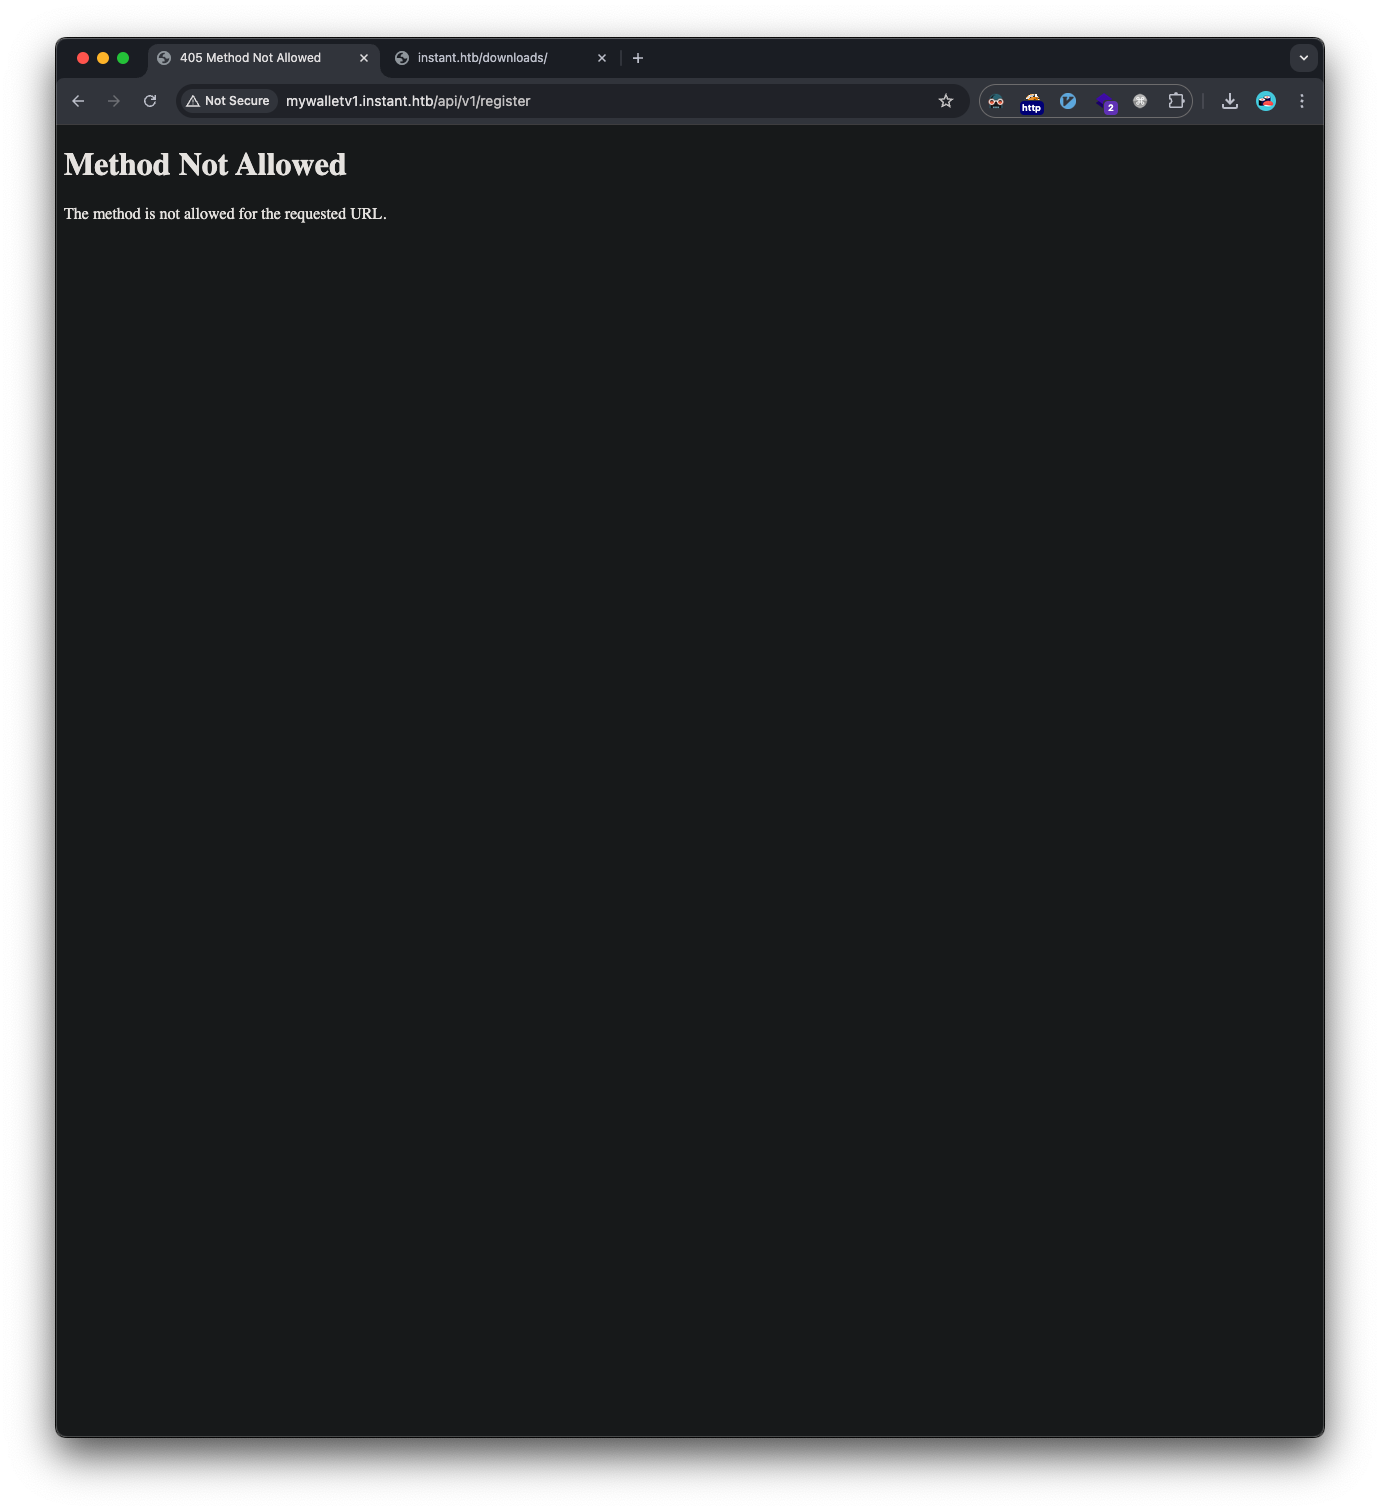 405 Method Not Allowed
instant.htb/downloads/
Not Secure
mywalletv1.instant.htb/api/v1/register
http
2
Method Not Allowed
The method is not allowed for the requested URL.